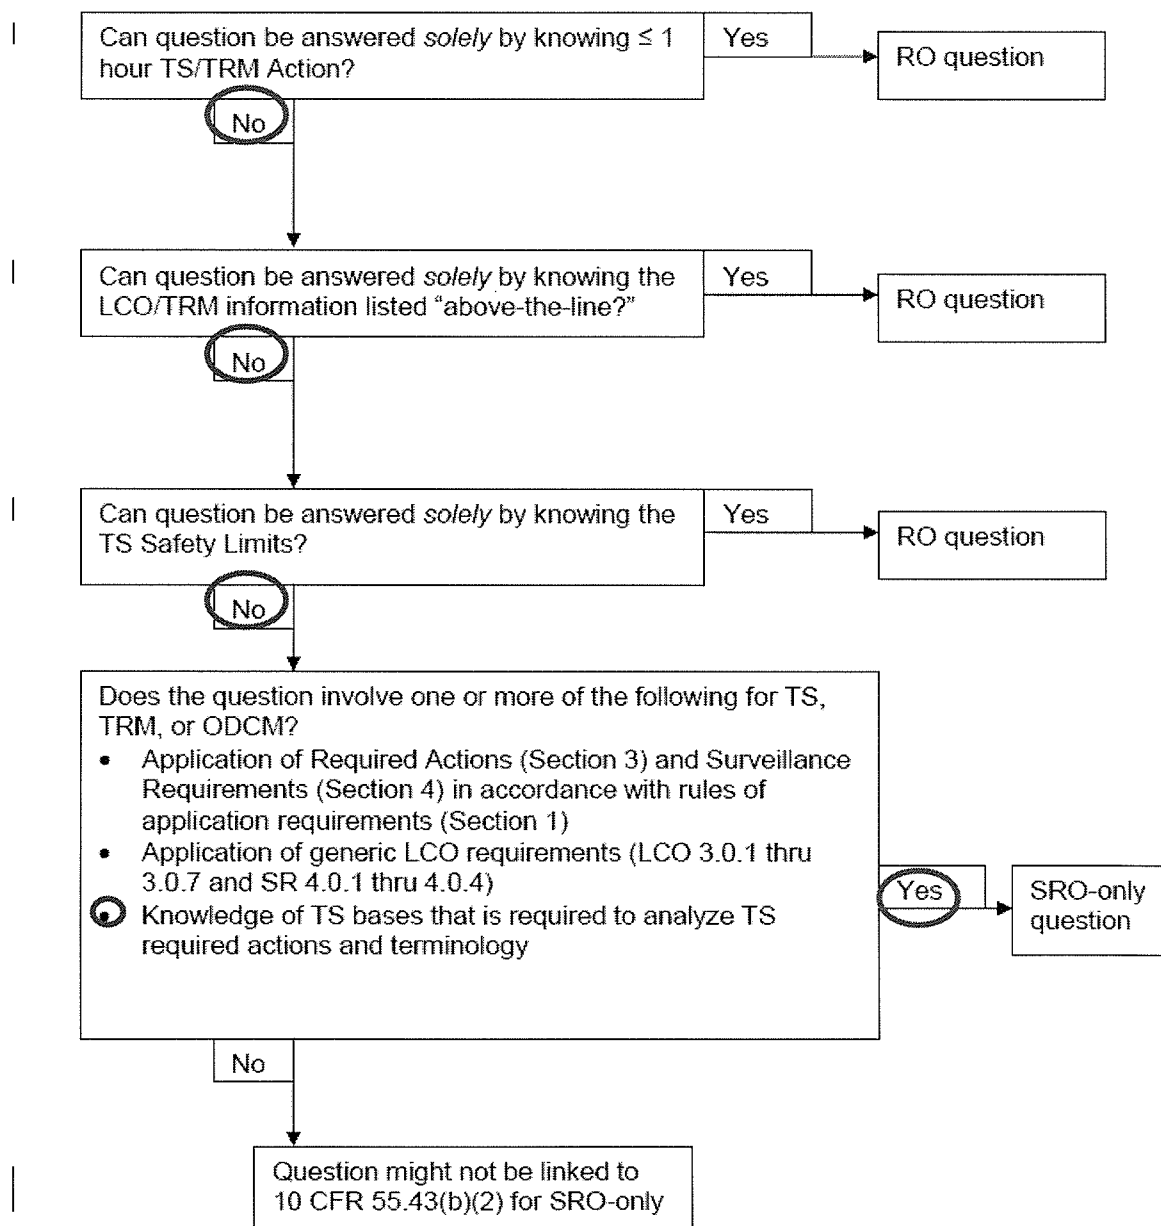 Can question be answered solely by knowing ≤ 1
hour TS/TRM Action?
Yes
RO question
No
Can question be answered solely by knowing the
LCO/TRM information listed “above-the-line?”
Yes
RO question
No
Can question be answered solely by knowing the
TS Safety Limits?
Yes
RO question
No
Does the question involve one or more of the following for TS,
TRM, or ODCM?
• Application of Required Actions (Section 3) and Surveillance
Requirements (Section 4) in accordance with rules of
application requirements (Section 1)
• Application of generic LCO requirements (LCO 3.0.1 thru
3.0.7 and SR 4.0.1 thru 4.0.4)
• Knowledge of TS bases that is required to analyze TS
required actions and terminology
Yes
SRO-only
question
No
Question might not be linked to
10 CFR 55.43(b)(2) for SRO-only